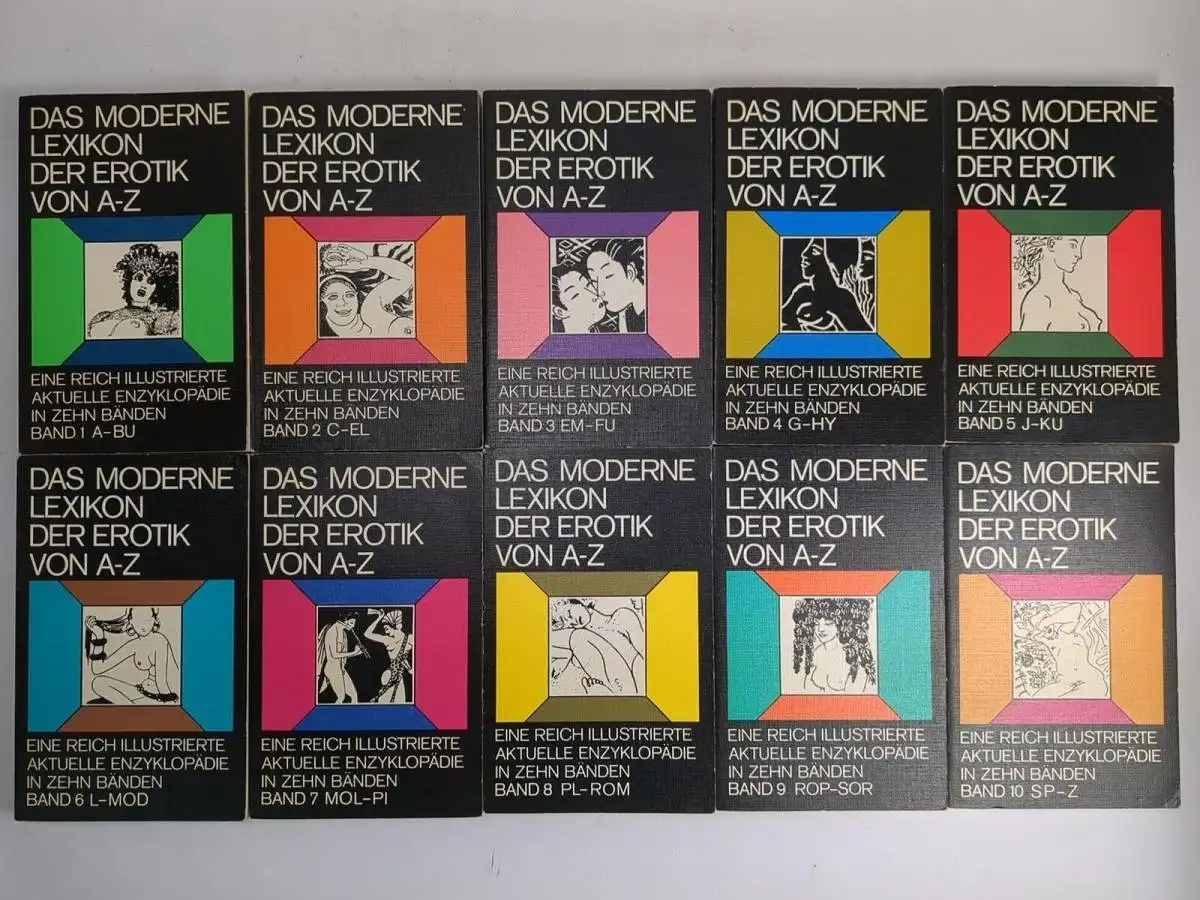 DAS MODERNE
LEXIKON
DER EROTIK
VON A-Z
EINE REICH ILLUSTRIERTE
AKTUELLE ENZYKLOPÄDIE
IN ZEHN BÄNDEN
BAND 1 A-BU
DAS MODERNE
LEXIKON
DER EROTIK
VON A-Z
EINE REICH ILLUSTRIERTE
AKTUELLE ENZYKLOPÄDIE
IN ZEHN BÄNDEN
BAND 2 C-EL
DAS MODERNE
LEXIKON
DER EROTIK
VON A-Z
EINE REICH ILLUSTRIERTE
AKTUELLE ENZYKLOPÄDIE
IN ZEHN BÄNDEN
BAND 3 EM-FU
DAS MODERNE
LEXIKON
DER EROTIK
VON A-Z
EINE REICH ILLUSTRIERTE
AKTUELLE ENZYKLOPÄDIE
IN ZEHN BÄNDEN
BAND 4 G-HY
DAS MODERNE
LEXIKON
DER EROTIK
VON A-Z
EINE REICH ILLUSTRIERTE
AKTUELLE ENZYKLOPÄDIE
IN ZEHN BÄNDEN
BAND 5 J-KU
DAS MODERNE
LEXIKON
DER EROTIK
VON A-Z
EINE REICH ILLUSTRIERTE
AKTUELLE ENZYKLOPÄDIE
IN ZEHN BÄNDEN
BAND 6 L-MOD
DAS MODERNE
LEXIKON
DER EROTIK
VON A-Z
EINE REICH ILLUSTRIERTE
AKTUELLE ENZYKLOPÄDIE
IN ZEHN BÄNDEN
BAND 7 MOL-PI
DAS MODERNE
LEXIKON
DER EROTIK
VON A-Z
EINE REICH ILLUSTRIERTE
AKTUELLE ENZYKLOPÄDIE
IN ZEHN BÄNDEN
BAND 8 PL-ROM
DAS MODERNE
LEXIKON
DER EROTIK
VON A-Z
EINE REICH ILLUSTRIERTE
AKTUELLE ENZYKLOPÄDIE
IN ZEHN BÄNDEN
BAND 9 ROP-SOR
DAS MODERNE
LEXIKON
DER EROTIK
VON A-Z
EINE REICH ILLUSTRIERTE
AKTUELLE ENZYKLOPÄDIE
IN ZEHN BÄNDEN
BAND 10 SP-Z